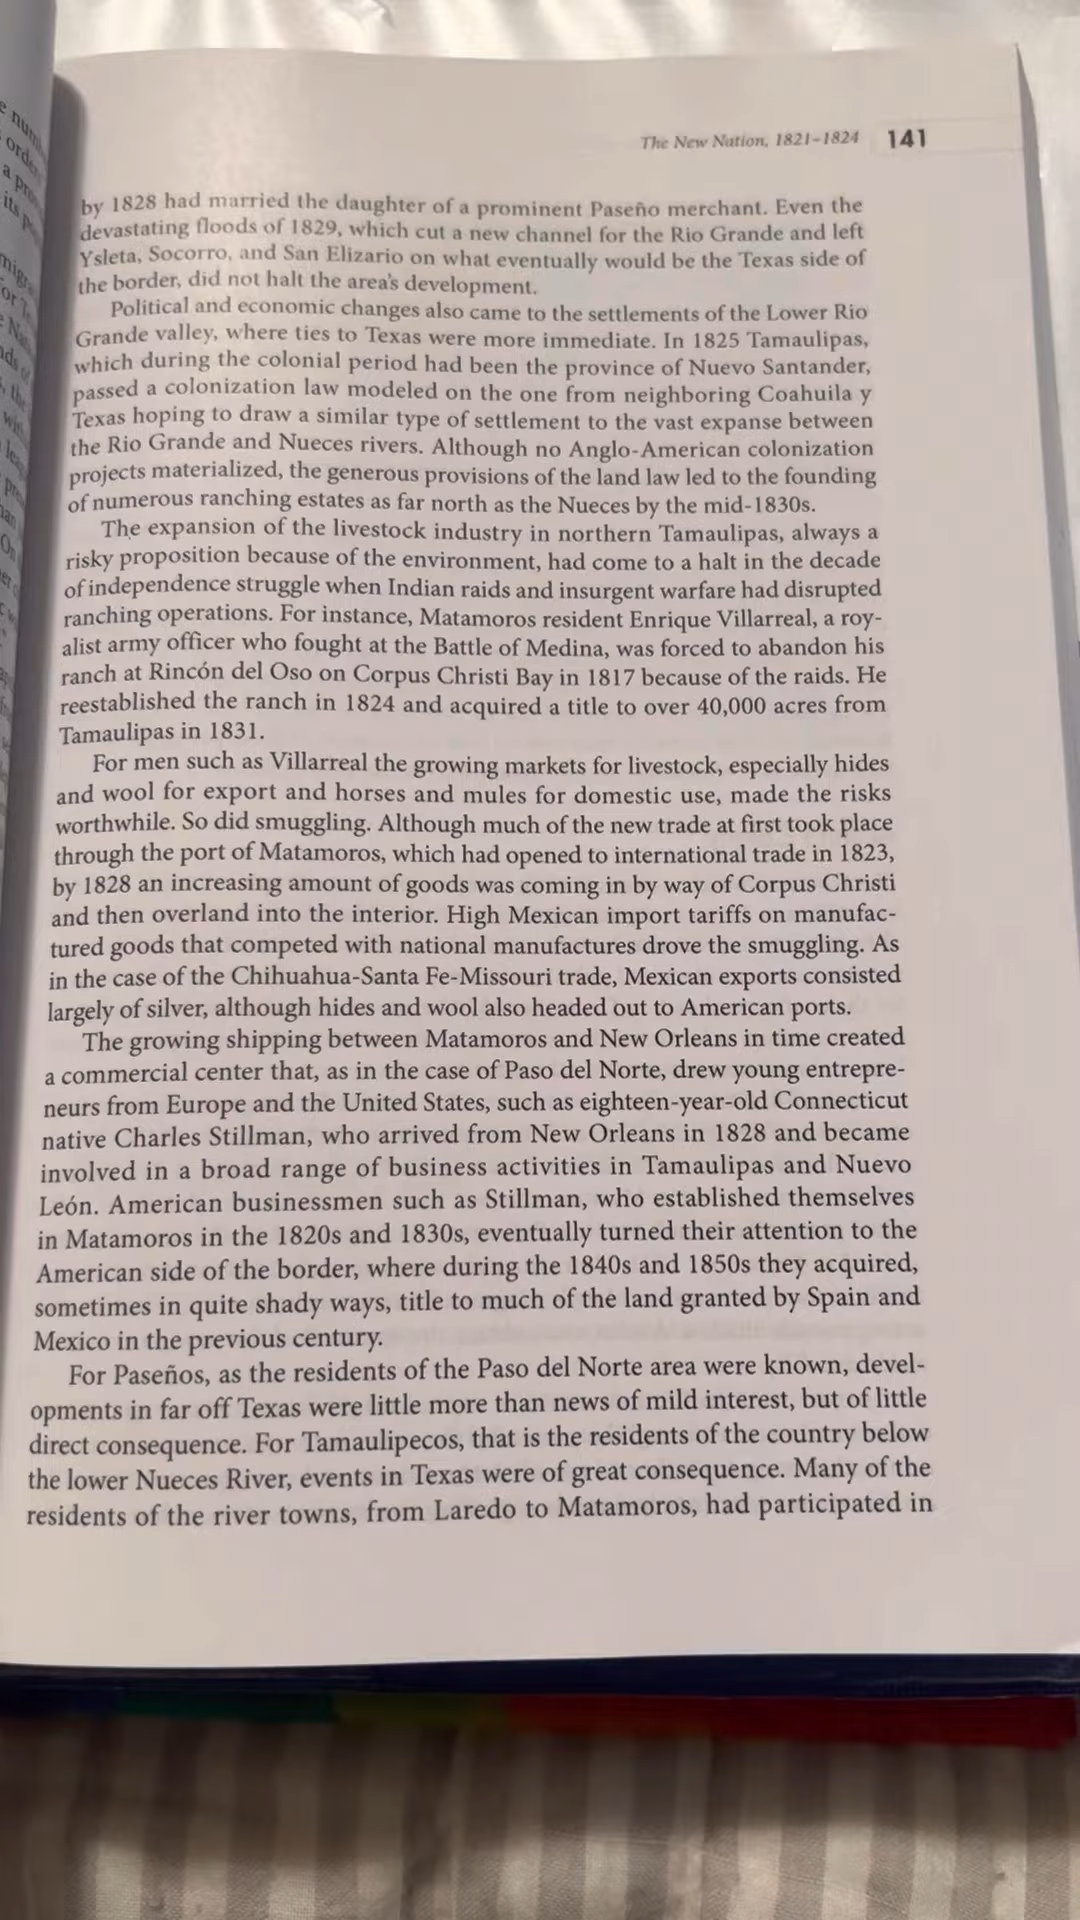 The New Nation, 1821–1824 141
by 1828 had married the daughter of a prominent Paseño merchant. Even the
devastating floods of 1829, which cut a new channel for the Rio Grande and left
Ysleta, Socorro, and San Elizario on what eventually would be the Texas side of
the border, did not halt the area's development.
Political and economic changes also came to the settlements of the Lower Rio
Grande valley, where ties to Texas were more immediate. In 1825 Tamaulipas,
which during the colonial period had been the province of Nuevo Santander,
passed a colonization law modeled on the one from neighboring Coahuila y
Texas hoping to draw a similar type of settlement to the vast expanse between
the Rio Grande and Nueces rivers. Although no Anglo-American colonization
projects materialized, the generous provisions of the land law led to the founding
of numerous ranching estates as far north as the Nueces by the mid-1830s.
The expansion of the livestock industry in northern Tamaulipas, always a
risky proposition because of the environment, had come to a halt in the decade
of independence struggle when Indian raids and insurgent warfare had disrupted
ranching operations. For instance, Matamoros resident Enrique Villarreal, a roy-
alist army officer who fought at the Battle of Medina, was forced to abandon his
ranch at Rincón del Oso on Corpus Christi Bay in 1817 because of the raids. He
reestablished the ranch in 1824 and acquired a title to over 40,000 acres from
Tamaulipas in 1831.
For men such as Villarreal the growing markets for livestock, especially hides
and wool for export and horses and mules for domestic use, made the risks
worthwhile. So did smuggling. Although much of the new trade at first took place
through the port of Matamoros, which had opened to international trade in 1823,
by 1828 an increasing amount of goods was coming in by way of Corpus Christi
and then overland into the interior. High Mexican import tariffs on manufac-
tured goods that competed with national manufactures drove the smuggling. As
in the case of the Chihuahua-Santa Fe-Missouri trade, Mexican exports consisted
largely of silver, although hides and wool also headed out to American ports.
The growing shipping between Matamoros and New Orleans in time created
a commercial center that, as in the case of Paso del Norte, drew young entrepre-
neurs from Europe and the United States, such as eighteen-year-old Connecticut
native Charles Stillman, who arrived from New Orleans in 1828 and became
involved in a broad range of business activities in Tamaulipas and Nuevo
León. American businessmen such as Stillman, who established themselves
in Matamoros in the 1820s and 1830s, eventually turned their attention to the
American side of the border, where during the 1840s and 1850s they acquired,
sometimes in quite shady ways, title to much of the land granted by Spain and
Mexico in the previous century.
For Paseños, as the residents of the Paso del Norte area were known, devel-
opments in far off Texas were little more than news of mild interest, but of little
direct consequence. For Tamaulipecos, that is the residents of the country below
the lower Nueces River, events in Texas were of great consequence. Many of the
residents of the river towns, from Laredo to Matamoros, had participated in